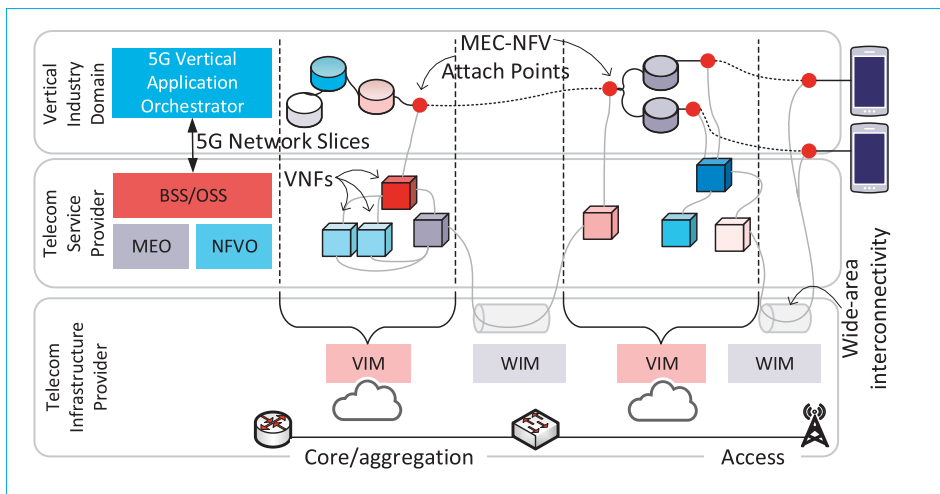 Vertical
Industry
Domain
5G Vertical
Application
Orchestrator
MEC-NFV
Attach Points
5G Network Slices
Telecom
Service
Provider
BSS/OSS
MEO
NFVO
VNFs
Wide-area
interconnectivity
Telecom
Infrastructure
Provider
VIM
WIM
VIM
WIM
Core/aggregation
Access